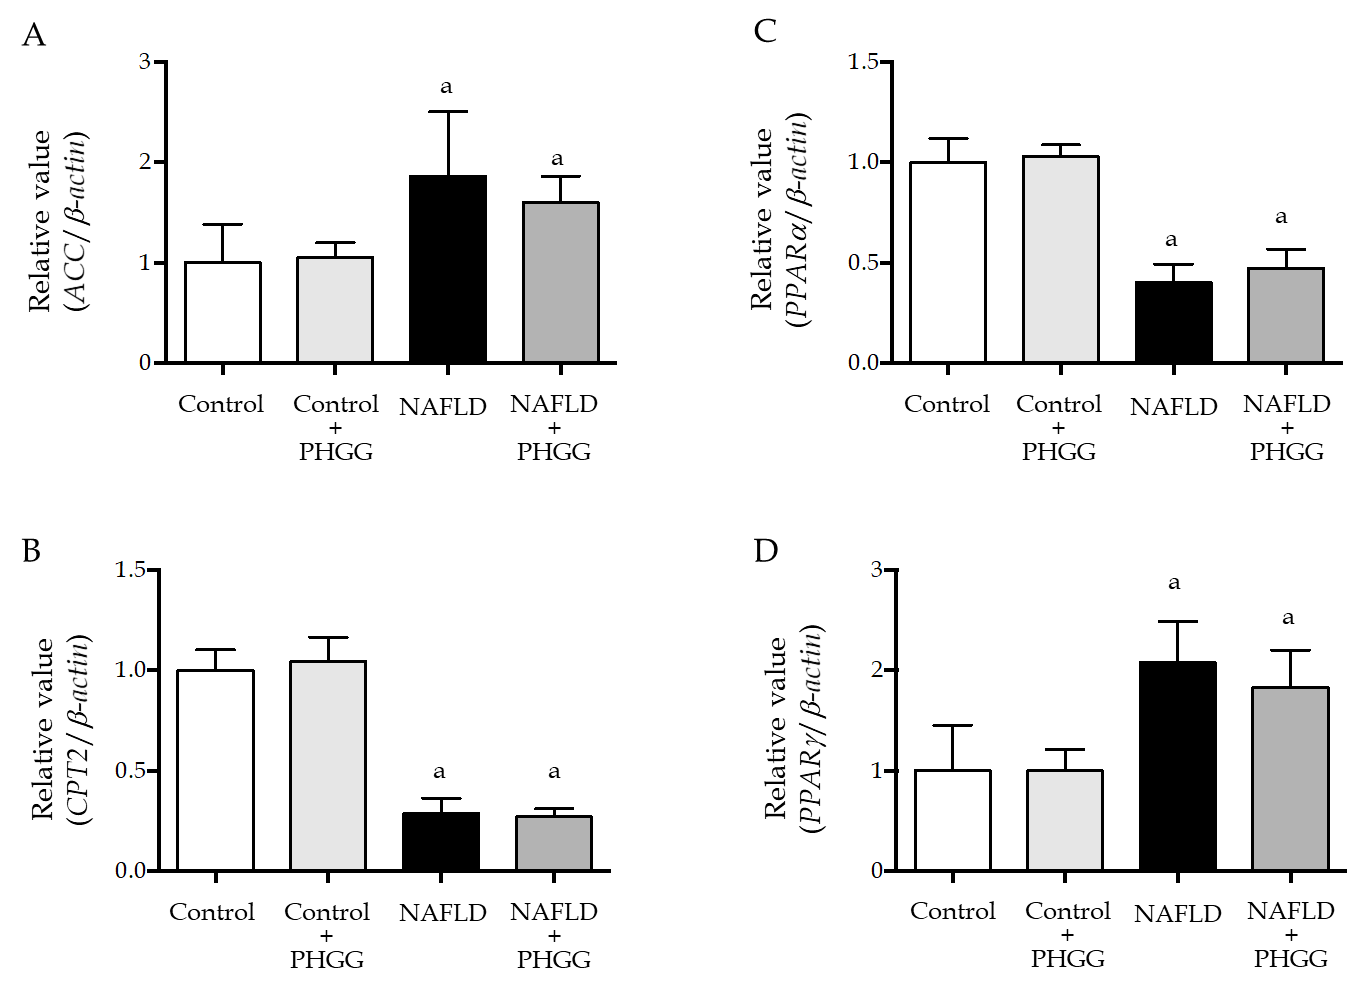 A
Relative value
(ACC/β-actin)
3
2
1
0
a
a
Control
Control
+
PHGG
NAFLD
NAFLD
+
PHGG
C
Relative value
(PPARα/β-actin)
1.5
1.0
0.5
0.0
a
a
Control
Control
+
PHGG
NAFLD
NAFLD
+
PHGG
B
Relative value
(CPT2/β-actin)
1.5
1.0
0.5
0.0
a
a
Control
Control
+
PHGG
NAFLD
NAFLD
+
PHGG
D
Relative value
(PPARγ/β-actin)
3
2
1
0
a
a
Control
Control
+
PHGG
NAFLD
NAFLD
+
PHGG